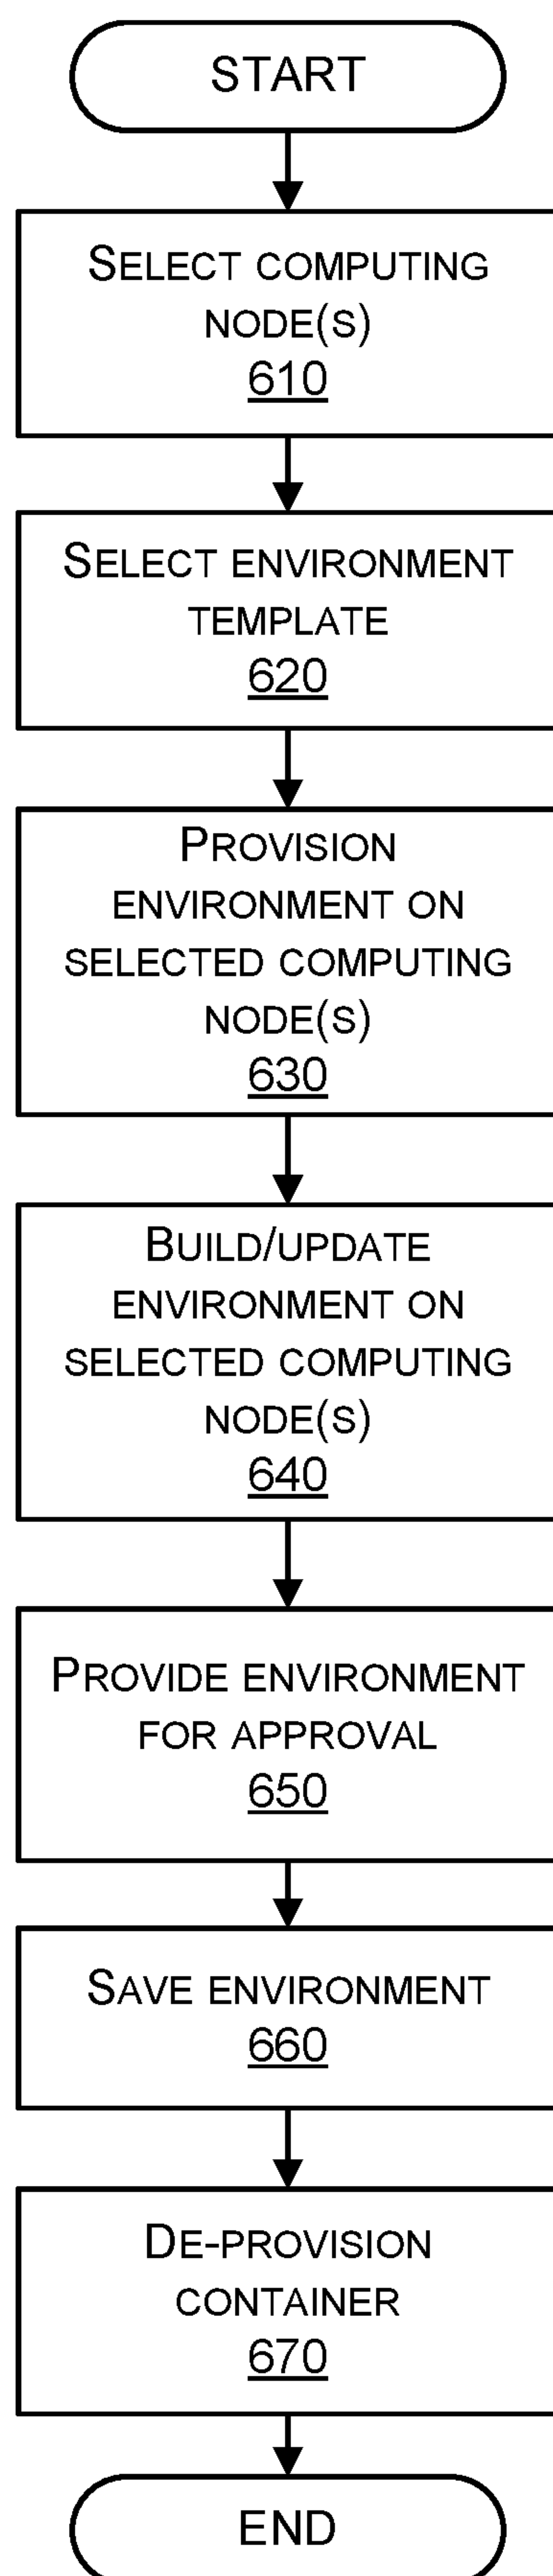 START
SELECT COMPUTING
NODE(S)
610
SELECT ENVIRONMENT
TEMPLATE
620
PROVISION
ENVIRONMENT ON
SELECTED COMPUTING
NODE(S)
630
BUILD/UPDATE
ENVIRONMENT ON
SELECTED COMPUTING
NODE(S)
640
PROVIDE ENVIRONMENT
FOR APPROVAL
650
SAVE ENVIRONMENT
660
DE-PROVISION
CONTAINER
670
END